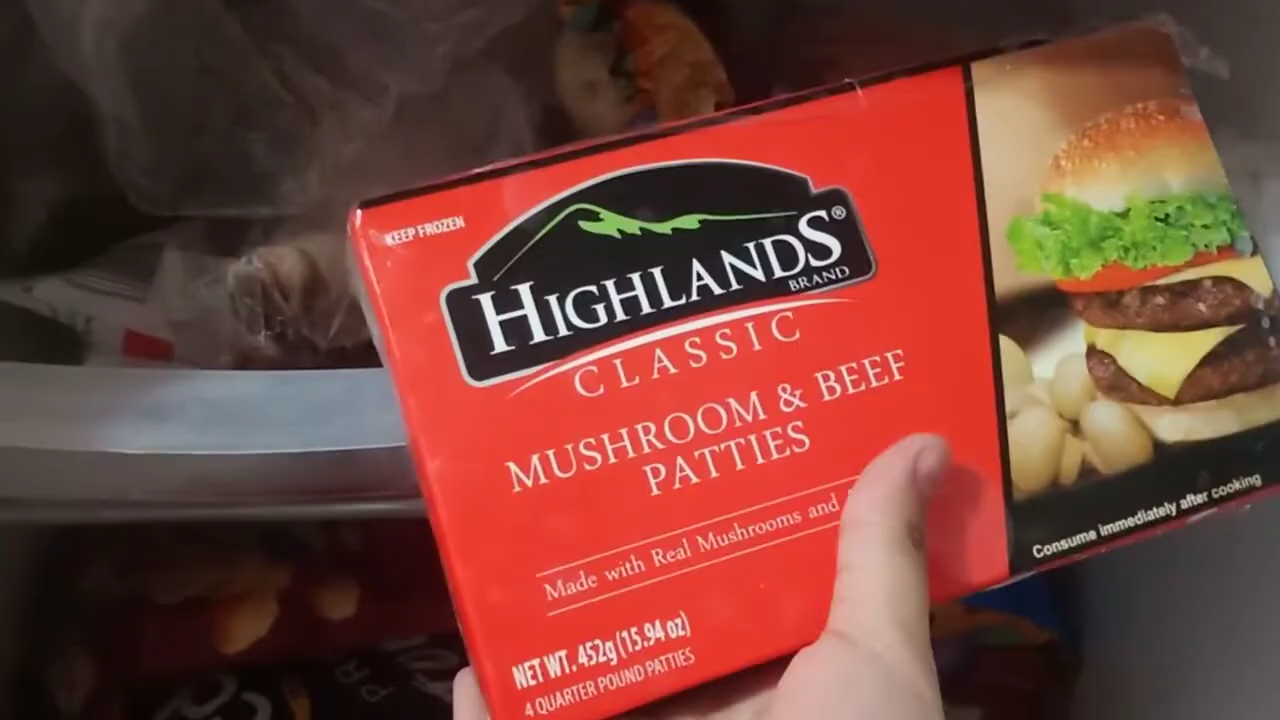 KEEP FROZEN
HIGHLANDS®
BRAND
CLASSIC
MUSHROOM & BEEF
PATTIES
Made with Real Mushrooms and
NET WT. 452g (15.94 oz)
4 QUARTER POUND PATTIES
Consume immediately after cooking